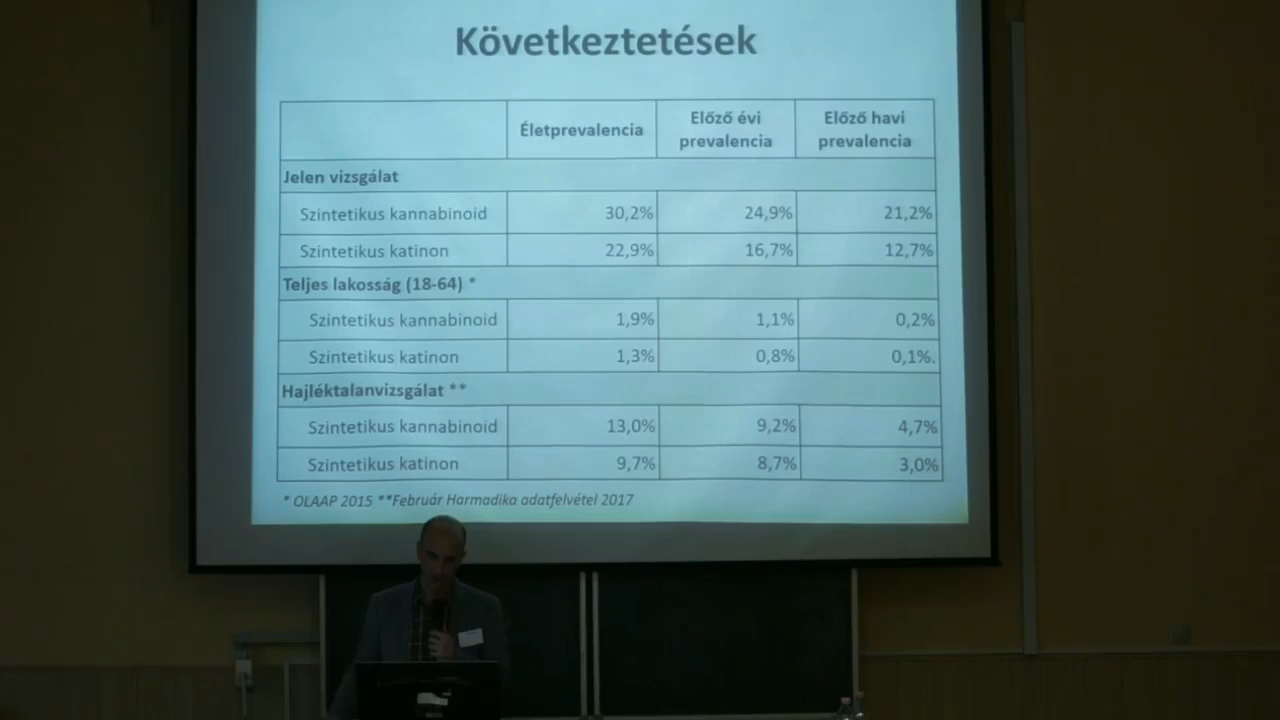 Következtetések
Életprevalencia
Előző évi
prevalencia
Előző havi
prevalencia
Jelen vizsgálat
Szintetikus kannabinoid 30,2% 24,9% 21,2%
Szintetikus katinon 22,9% 16,7% 12,7%
Teljes lakosság (18-64) *
Szintetikus kannabinoid 1,9% 1,1% 0,2%
Szintetikus katinon 1,3% 0,8% 0,1%.
Hajléktalanvizsgálat **
Szintetikus kannabinoid 13,0% 9,2% 4,7%
Szintetikus katinon 9,7% 8,7% 3,0%
* OLAAP 2015 **Február Harmadika adatfelvétel 2017